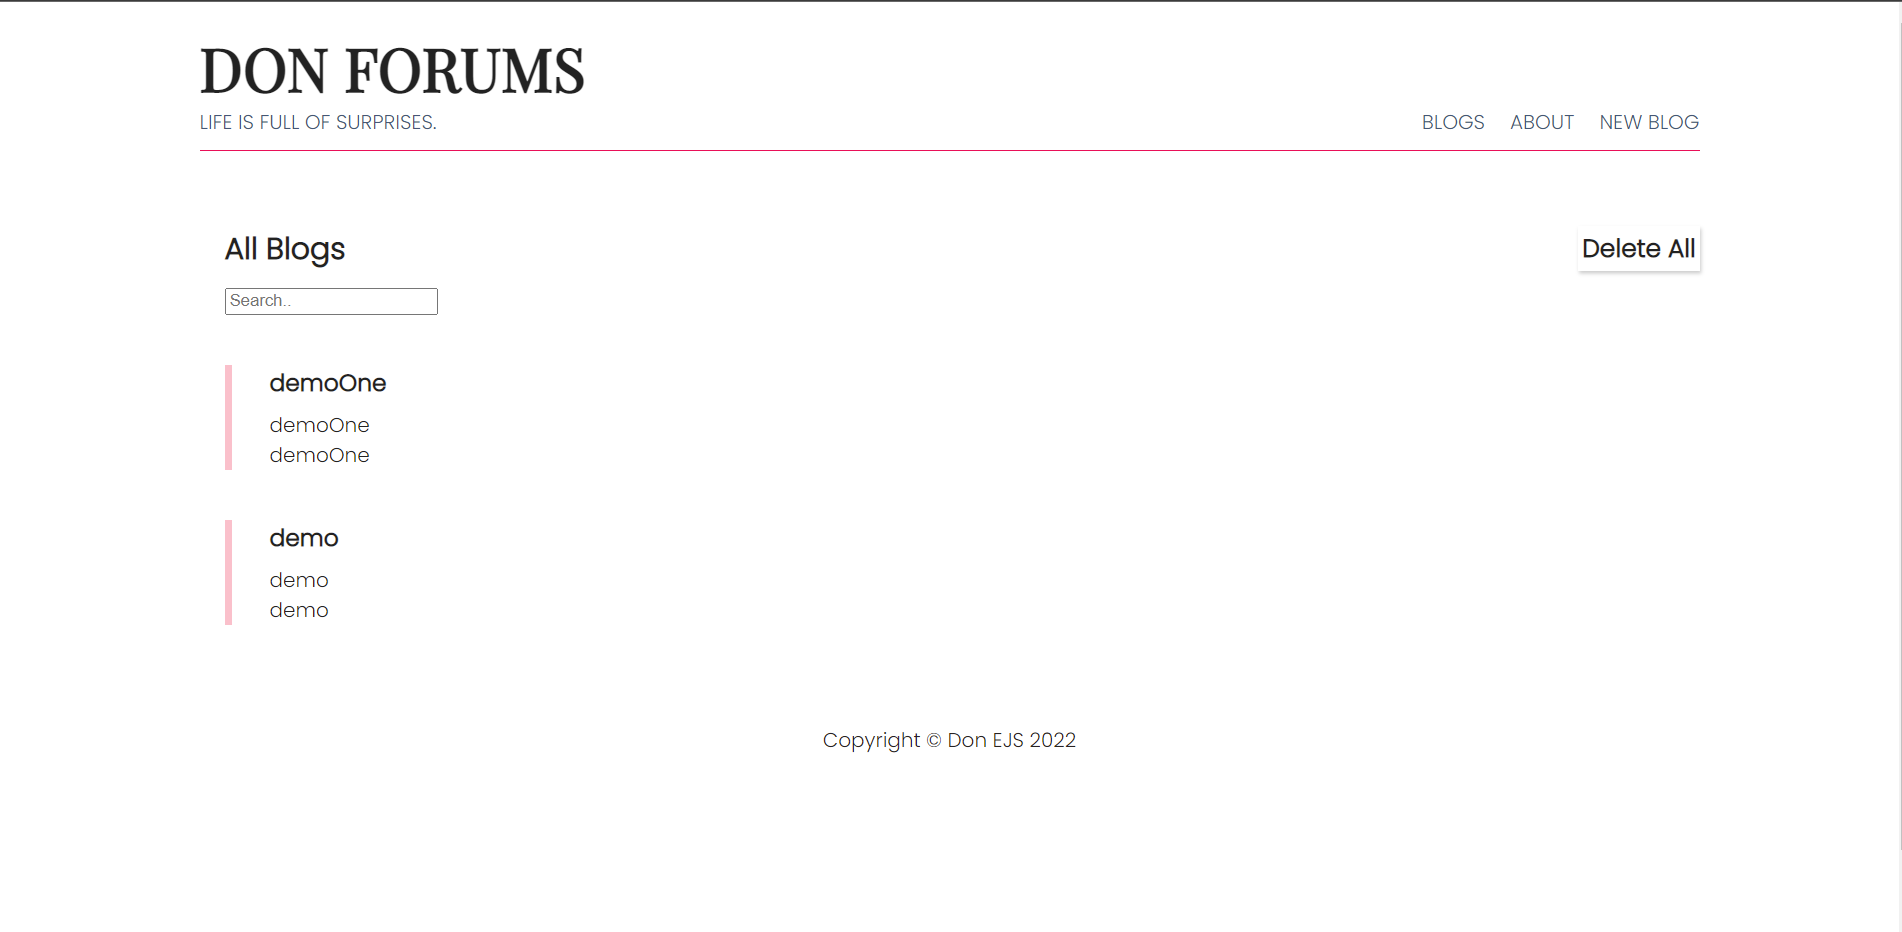 DON FORUMS
LIFE IS FULL OF SURPRISES.
BLOGS ABOUT NEW BLOG
All Blogs
Delete All
Search..
demoOne
demoOne
demoOne
demo
demo
demo
Copyright © Don EJS 2022